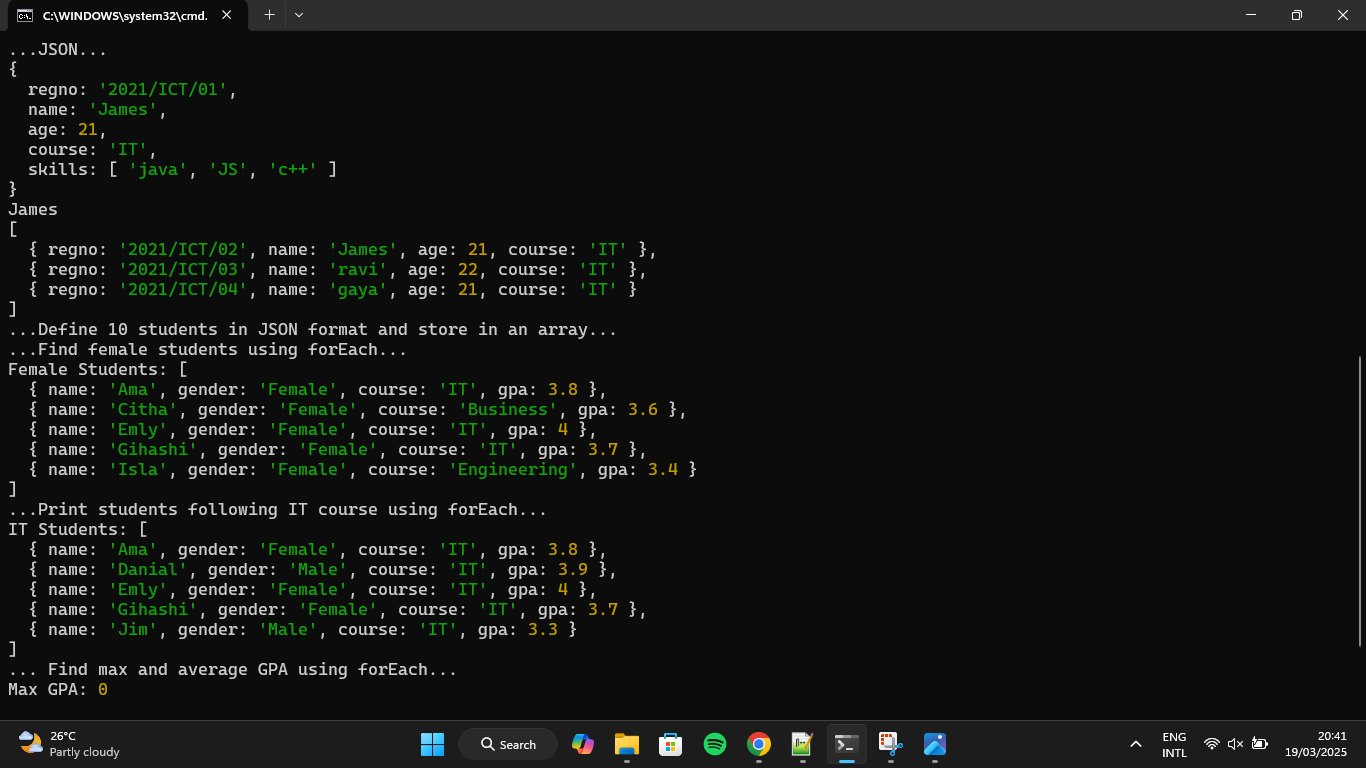 C:\WINDOWS\system32\cmd.
...JSON...
{
  regno: '2021/ICT/01',
  name: 'James',
  age: 21,
  course: 'IT',
  skills: [ 'java', 'JS', 'c++' ]
}
James
[
  { regno: '2021/ICT/02', name: 'James', age: 21, course: 'IT' },
  { regno: '2021/ICT/03', name: 'ravi', age: 22, course: 'IT' },
  { regno: '2021/ICT/04', name: 'gaya', age: 21, course: 'IT' }
]
...Define 10 students in JSON format and store in an array...
...Find female students using forEach...
Female Students: [
  { name: 'Ama', gender: 'Female', course: 'IT', gpa: 3.8 },
  { name: 'Citha', gender: 'Female', course: 'Business', gpa: 3.6 },
  { name: 'Emly', gender: 'Female', course: 'IT', gpa: 4 },
  { name: 'Gihashi', gender: 'Female', course: 'IT', gpa: 3.7 },
  { name: 'Isla', gender: 'Female', course: 'Engineering', gpa: 3.4 }
]
...Print students following IT course using forEach...
IT Students: [
  { name: 'Ama', gender: 'Female', course: 'IT', gpa: 3.8 },
  { name: 'Danial', gender: 'Male', course: 'IT', gpa: 3.9 },
  { name: 'Emly', gender: 'Female', course: 'IT', gpa: 4 },
  { name: 'Gihashi', gender: 'Female', course: 'IT', gpa: 3.7 },
  { name: 'Jim', gender: 'Male', course: 'IT', gpa: 3.3 }
]
... Find max and average GPA using forEach...
Max GPA: 0
26°C
Partly cloudy
Search
ENG
INTL
20:41
19/03/2025